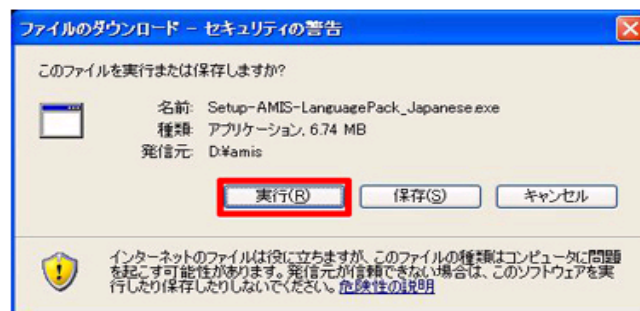 ファイルのダウンロード - セキュリティの警告
このファイルを実行または保存しますか?
名前: Setup-AMIS-LanguagePack_Japanese.exe
種類: アプリケーション, 6.74 MB
発信元: D:¥amis
実行(R) 保存(S) キャンセル
インターネットのファイルは役に立ちますが、このファイルの種類はコンピュータに問題
を起こす可能性があります。発信元が信頼できない場合は、このソフトウェアを実
行したり保存したりしないでください。危険性の説明